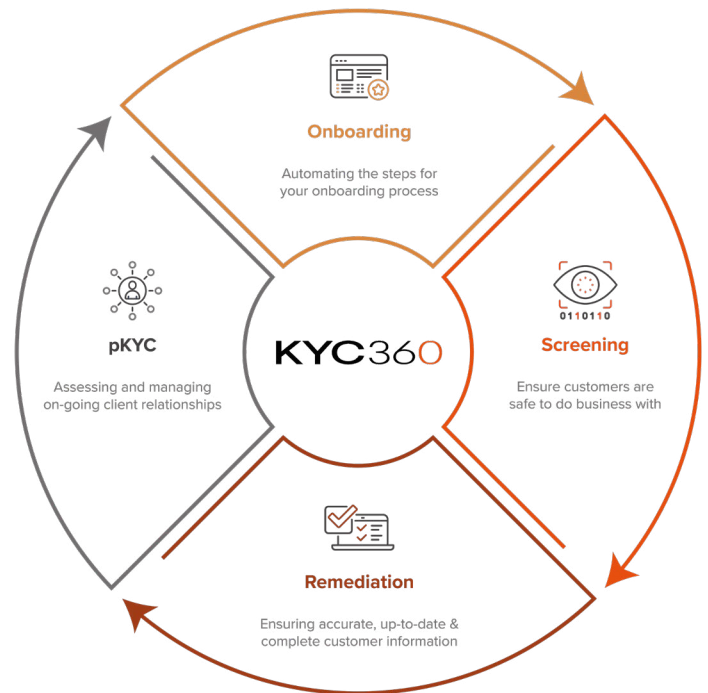 Onboarding
Automating the steps for
your onboarding process
KYC360
0110110
Screening
Ensure customers are
safe to do business with
Remediation
Ensuring accurate, up-to-date &
complete customer information
pKYC
Assessing and managing
on-going client relationships